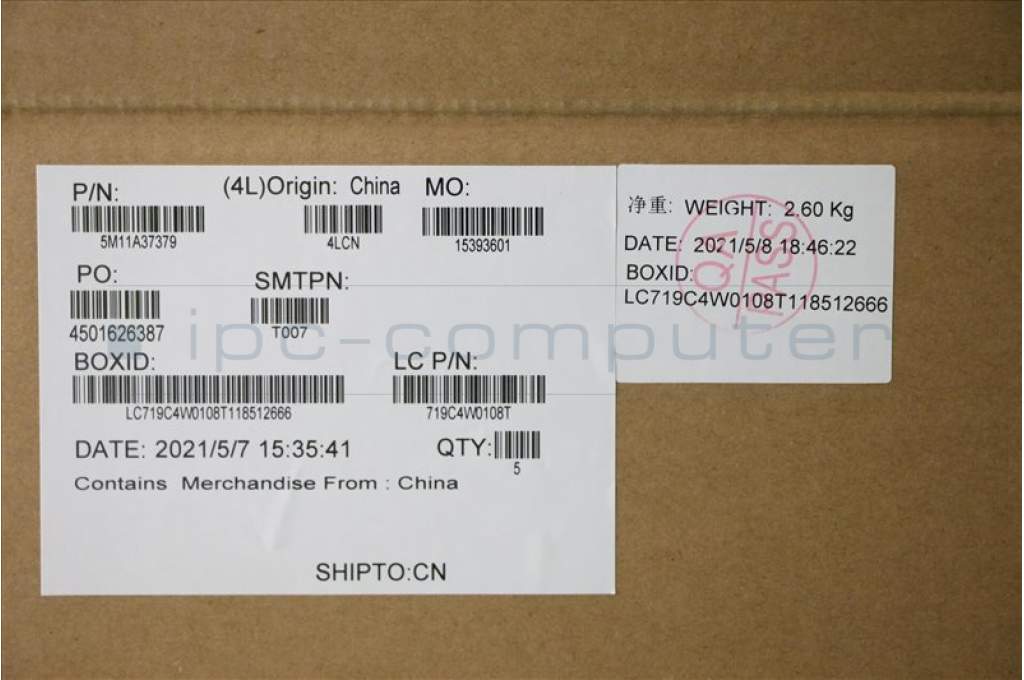 P/N: (4L)Origin: China MO:
5M11A37379 4LCN 15393601
PO: SMTPN:
4501626387 T007
BOXID: LC P/N:
LC719C4W0108T118512666 719C4W0108T
DATE: 2021/5/7 15:35:41 QTY:
5
Contains Merchandise From : China
SHIPTO:CN
净重: WEIGHT: 2.60 Kg
DATE: 2021/5/8 18:46:22
BOXID:
LC719C4W0108T118512666
QA
ipc-computer